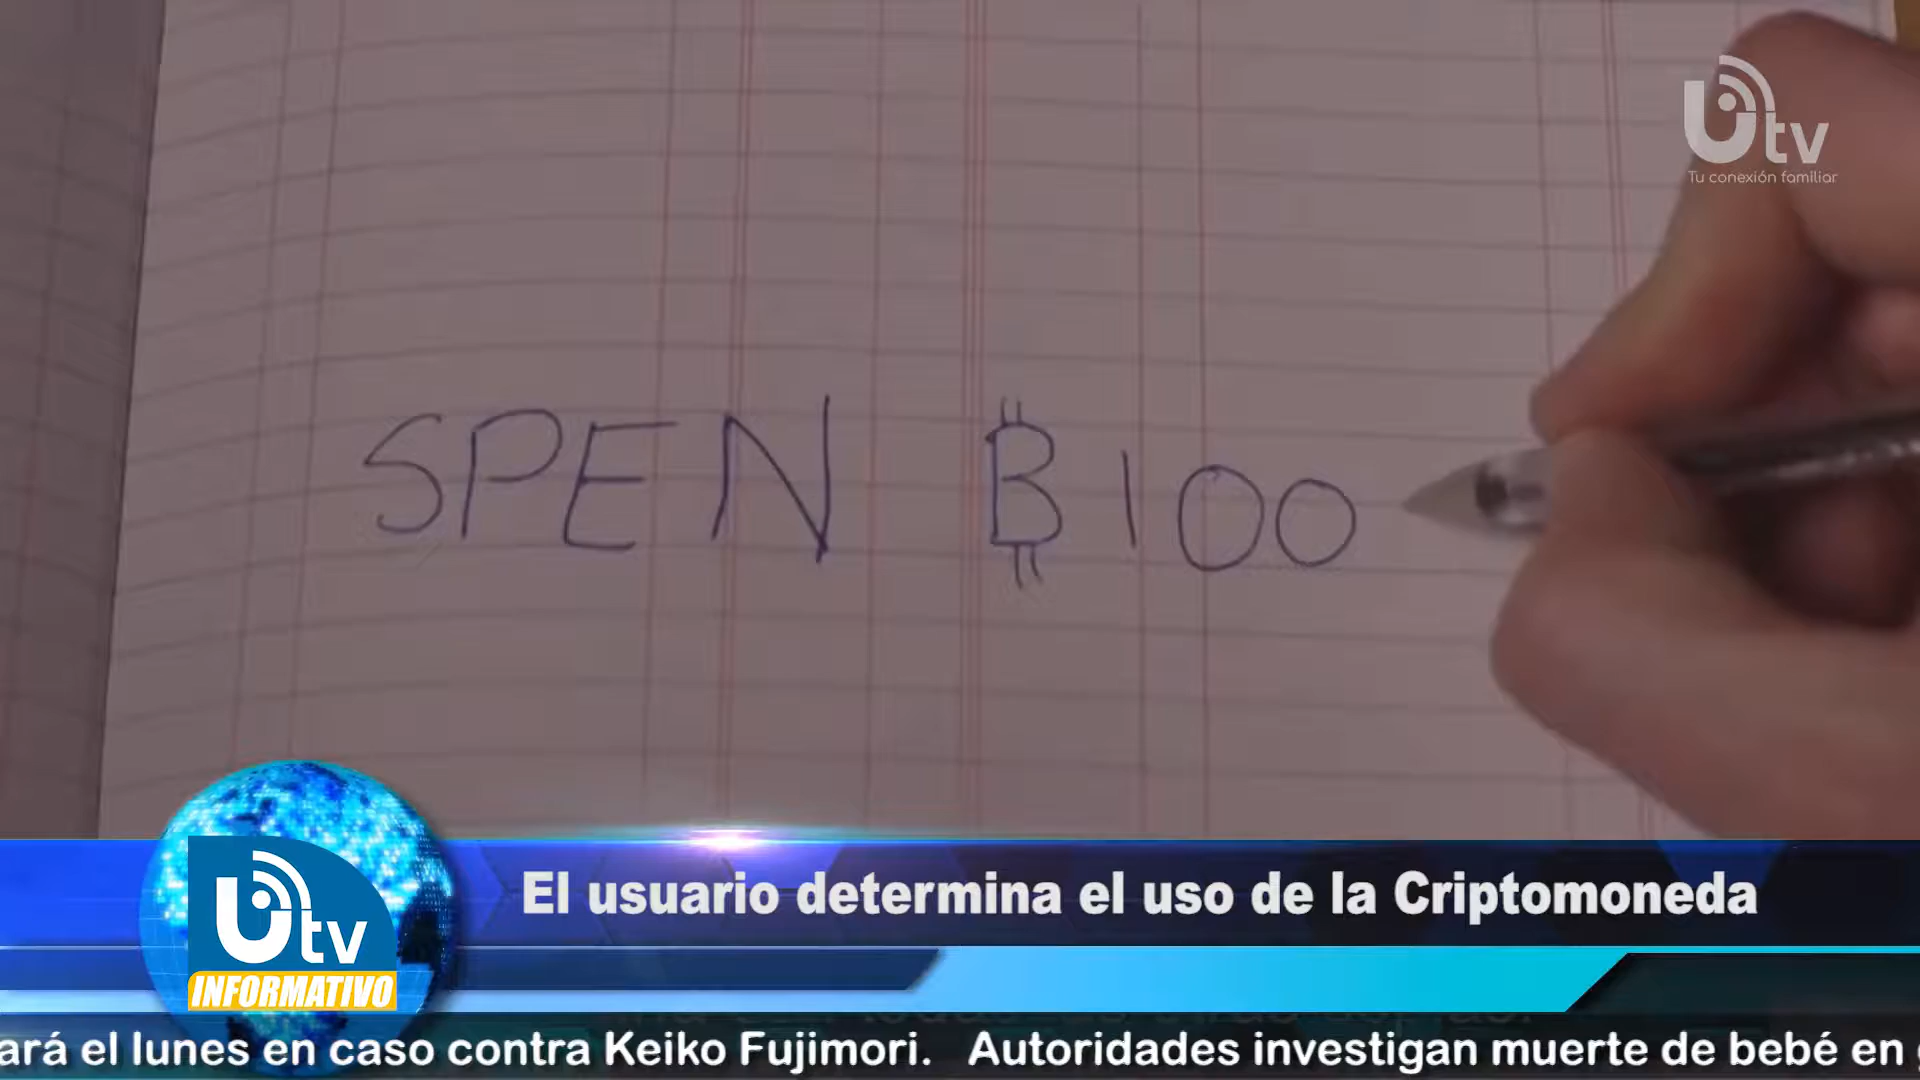 Utv
Tu conexión familiar
SPEN ₿100
El usuario determina el uso de la Criptomoneda
Utv
INFORMATIVO
ará el lunes en caso contra Keiko Fujimori. Autoridades investigan muerte de bebé en